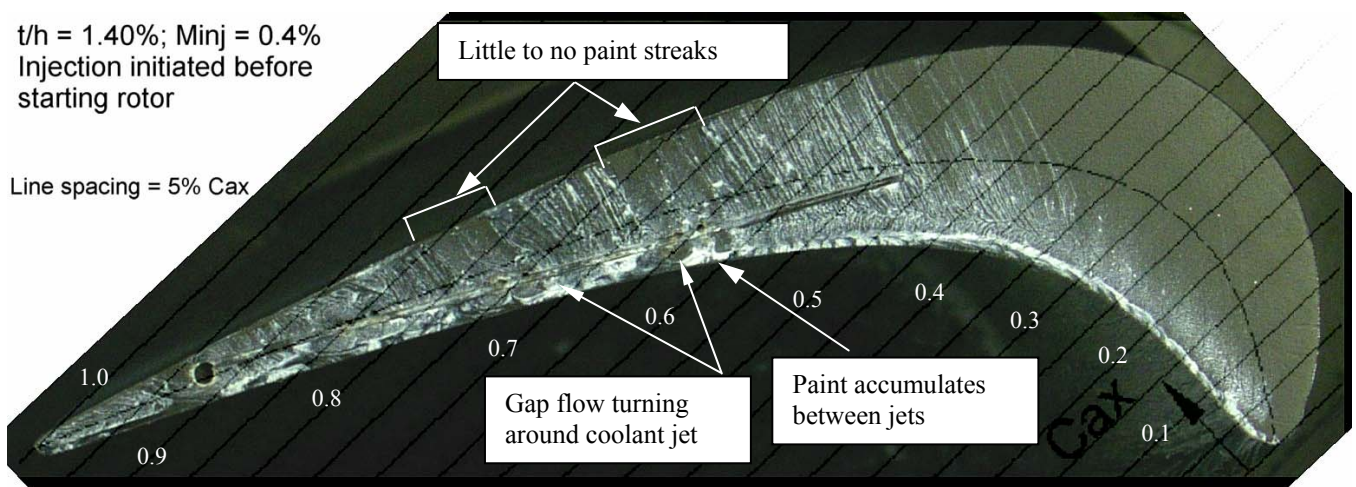 t/h = 1.40%; Minj = 0.4%
Injection initiated before
starting rotor
Little to no paint streaks
Line spacing = 5% Cax
1.0
0.9
0.8
0.7
0.6
0.5
0.4
0.3
0.2
0.1
Cax
Gap flow turning
around coolant jet
Paint accumulates
between jets